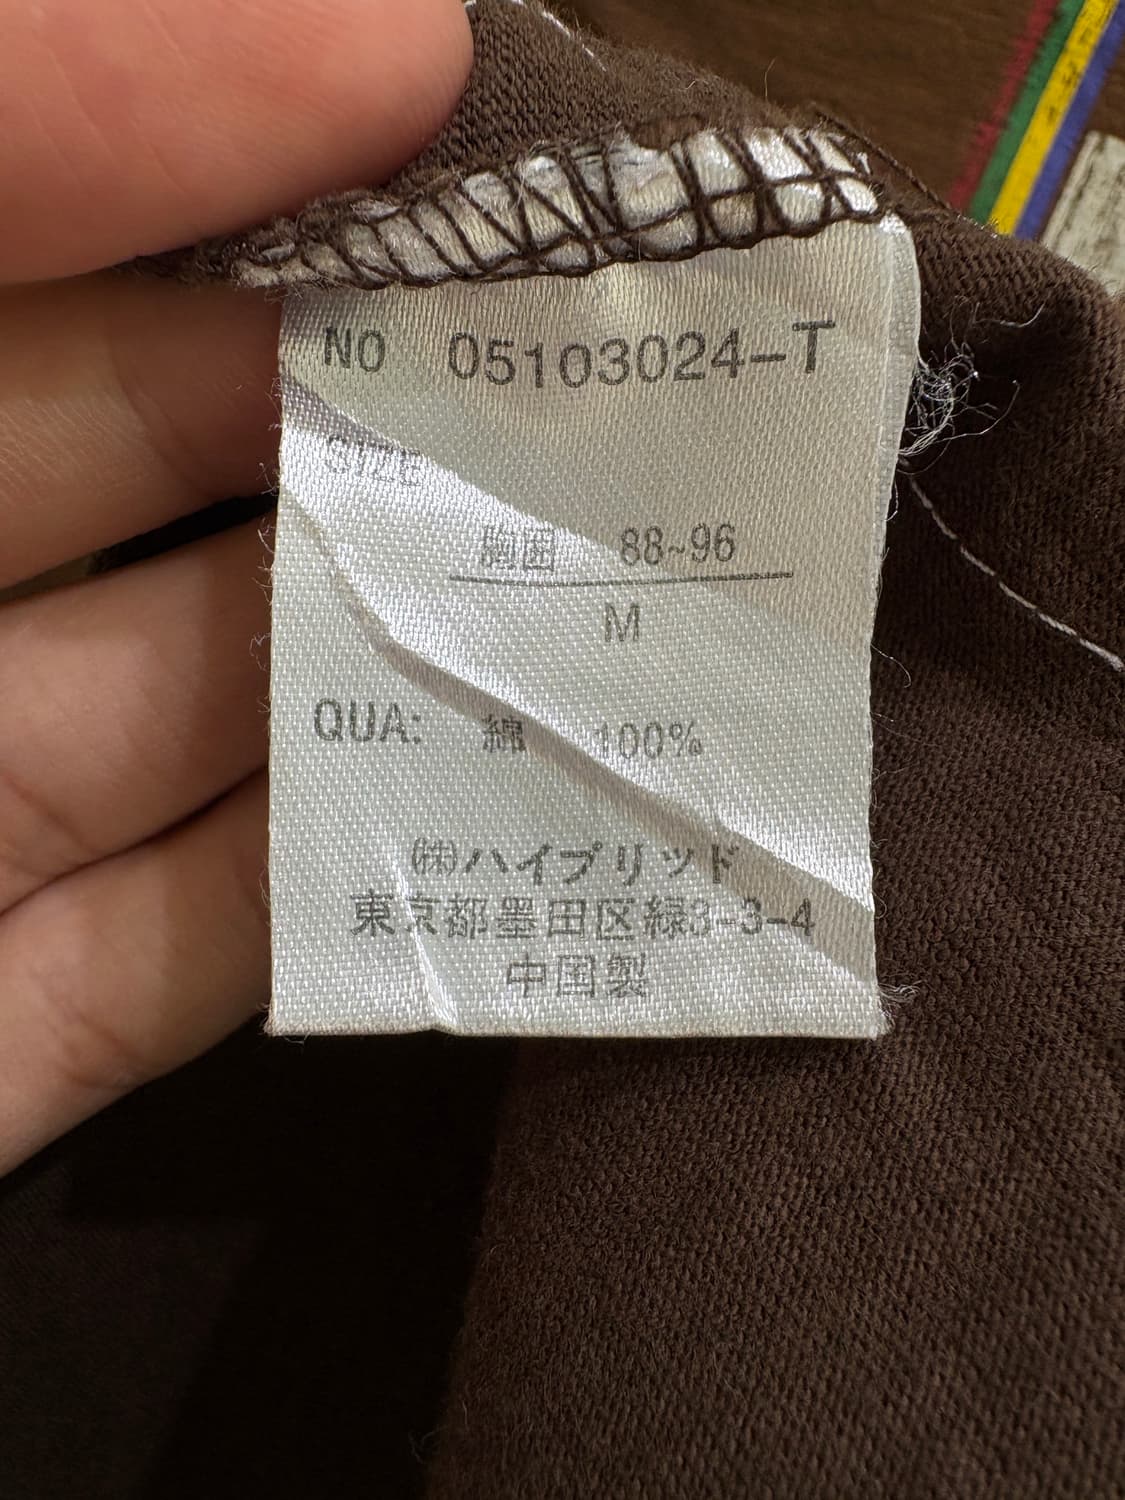 NO 05103024-T
SIZE
胸囲 88~96
M
QUA: 綿 100%
㈱ハイブリッド
東京都墨田区緑3-3-4
中国製